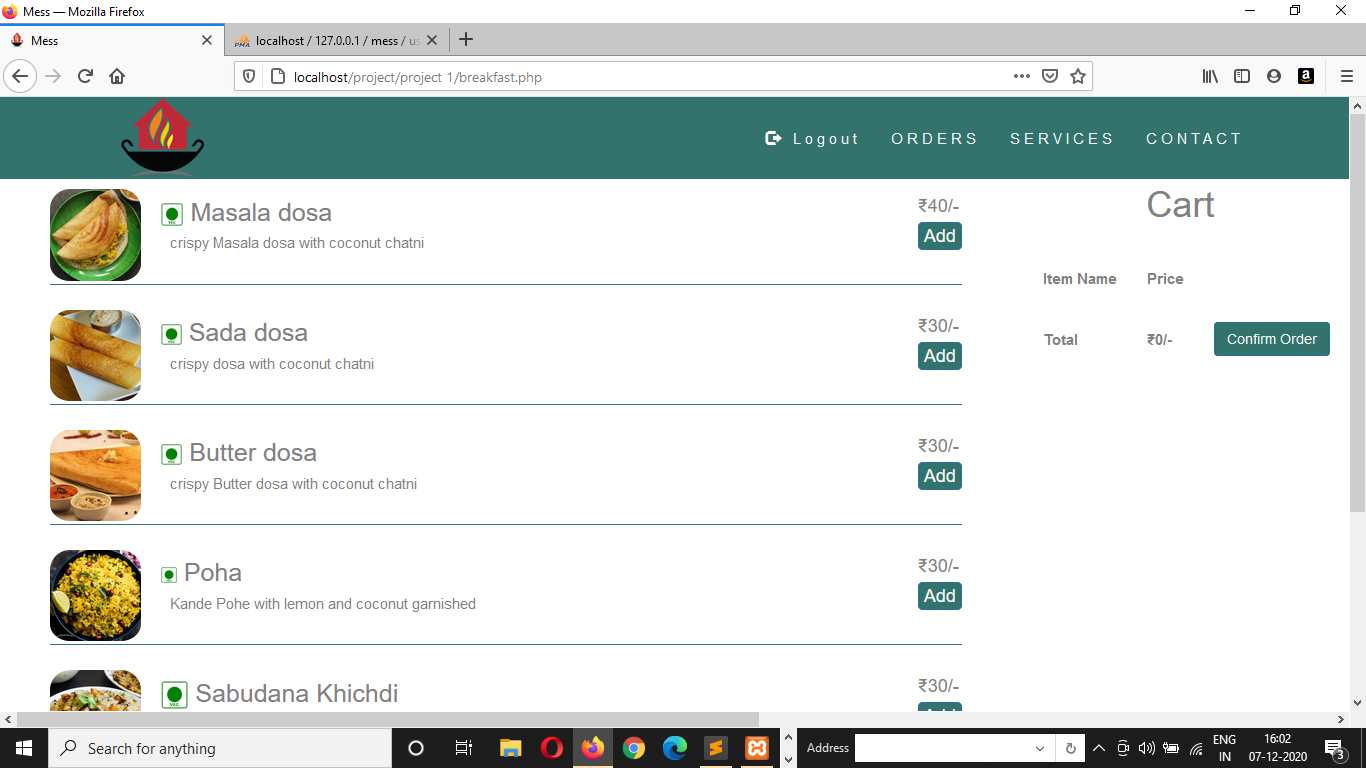 Mess — Mozilla Firefox
Mess
PMA localhost / 127.0.0.1 / mess / us
localhost/project/project 1/breakfast.php
Logout ORDERS SERVICES CONTACT
VEG Masala dosa
crispy Masala dosa with coconut chatni
₹40/-
Add
Sada dosa
crispy dosa with coconut chatni
₹30/-
Add
Butter dosa
crispy Butter dosa with coconut chatni
₹30/-
Add
Poha
Kande Pohe with lemon and coconut garnished
₹30/-
Add
VEG Sabudana Khichdi
₹30/-
Add
Cart
Item Name Price
Total ₹0/- Confirm Order
Search for anything
Address
ENG
IN
16:02
07-12-2020
3